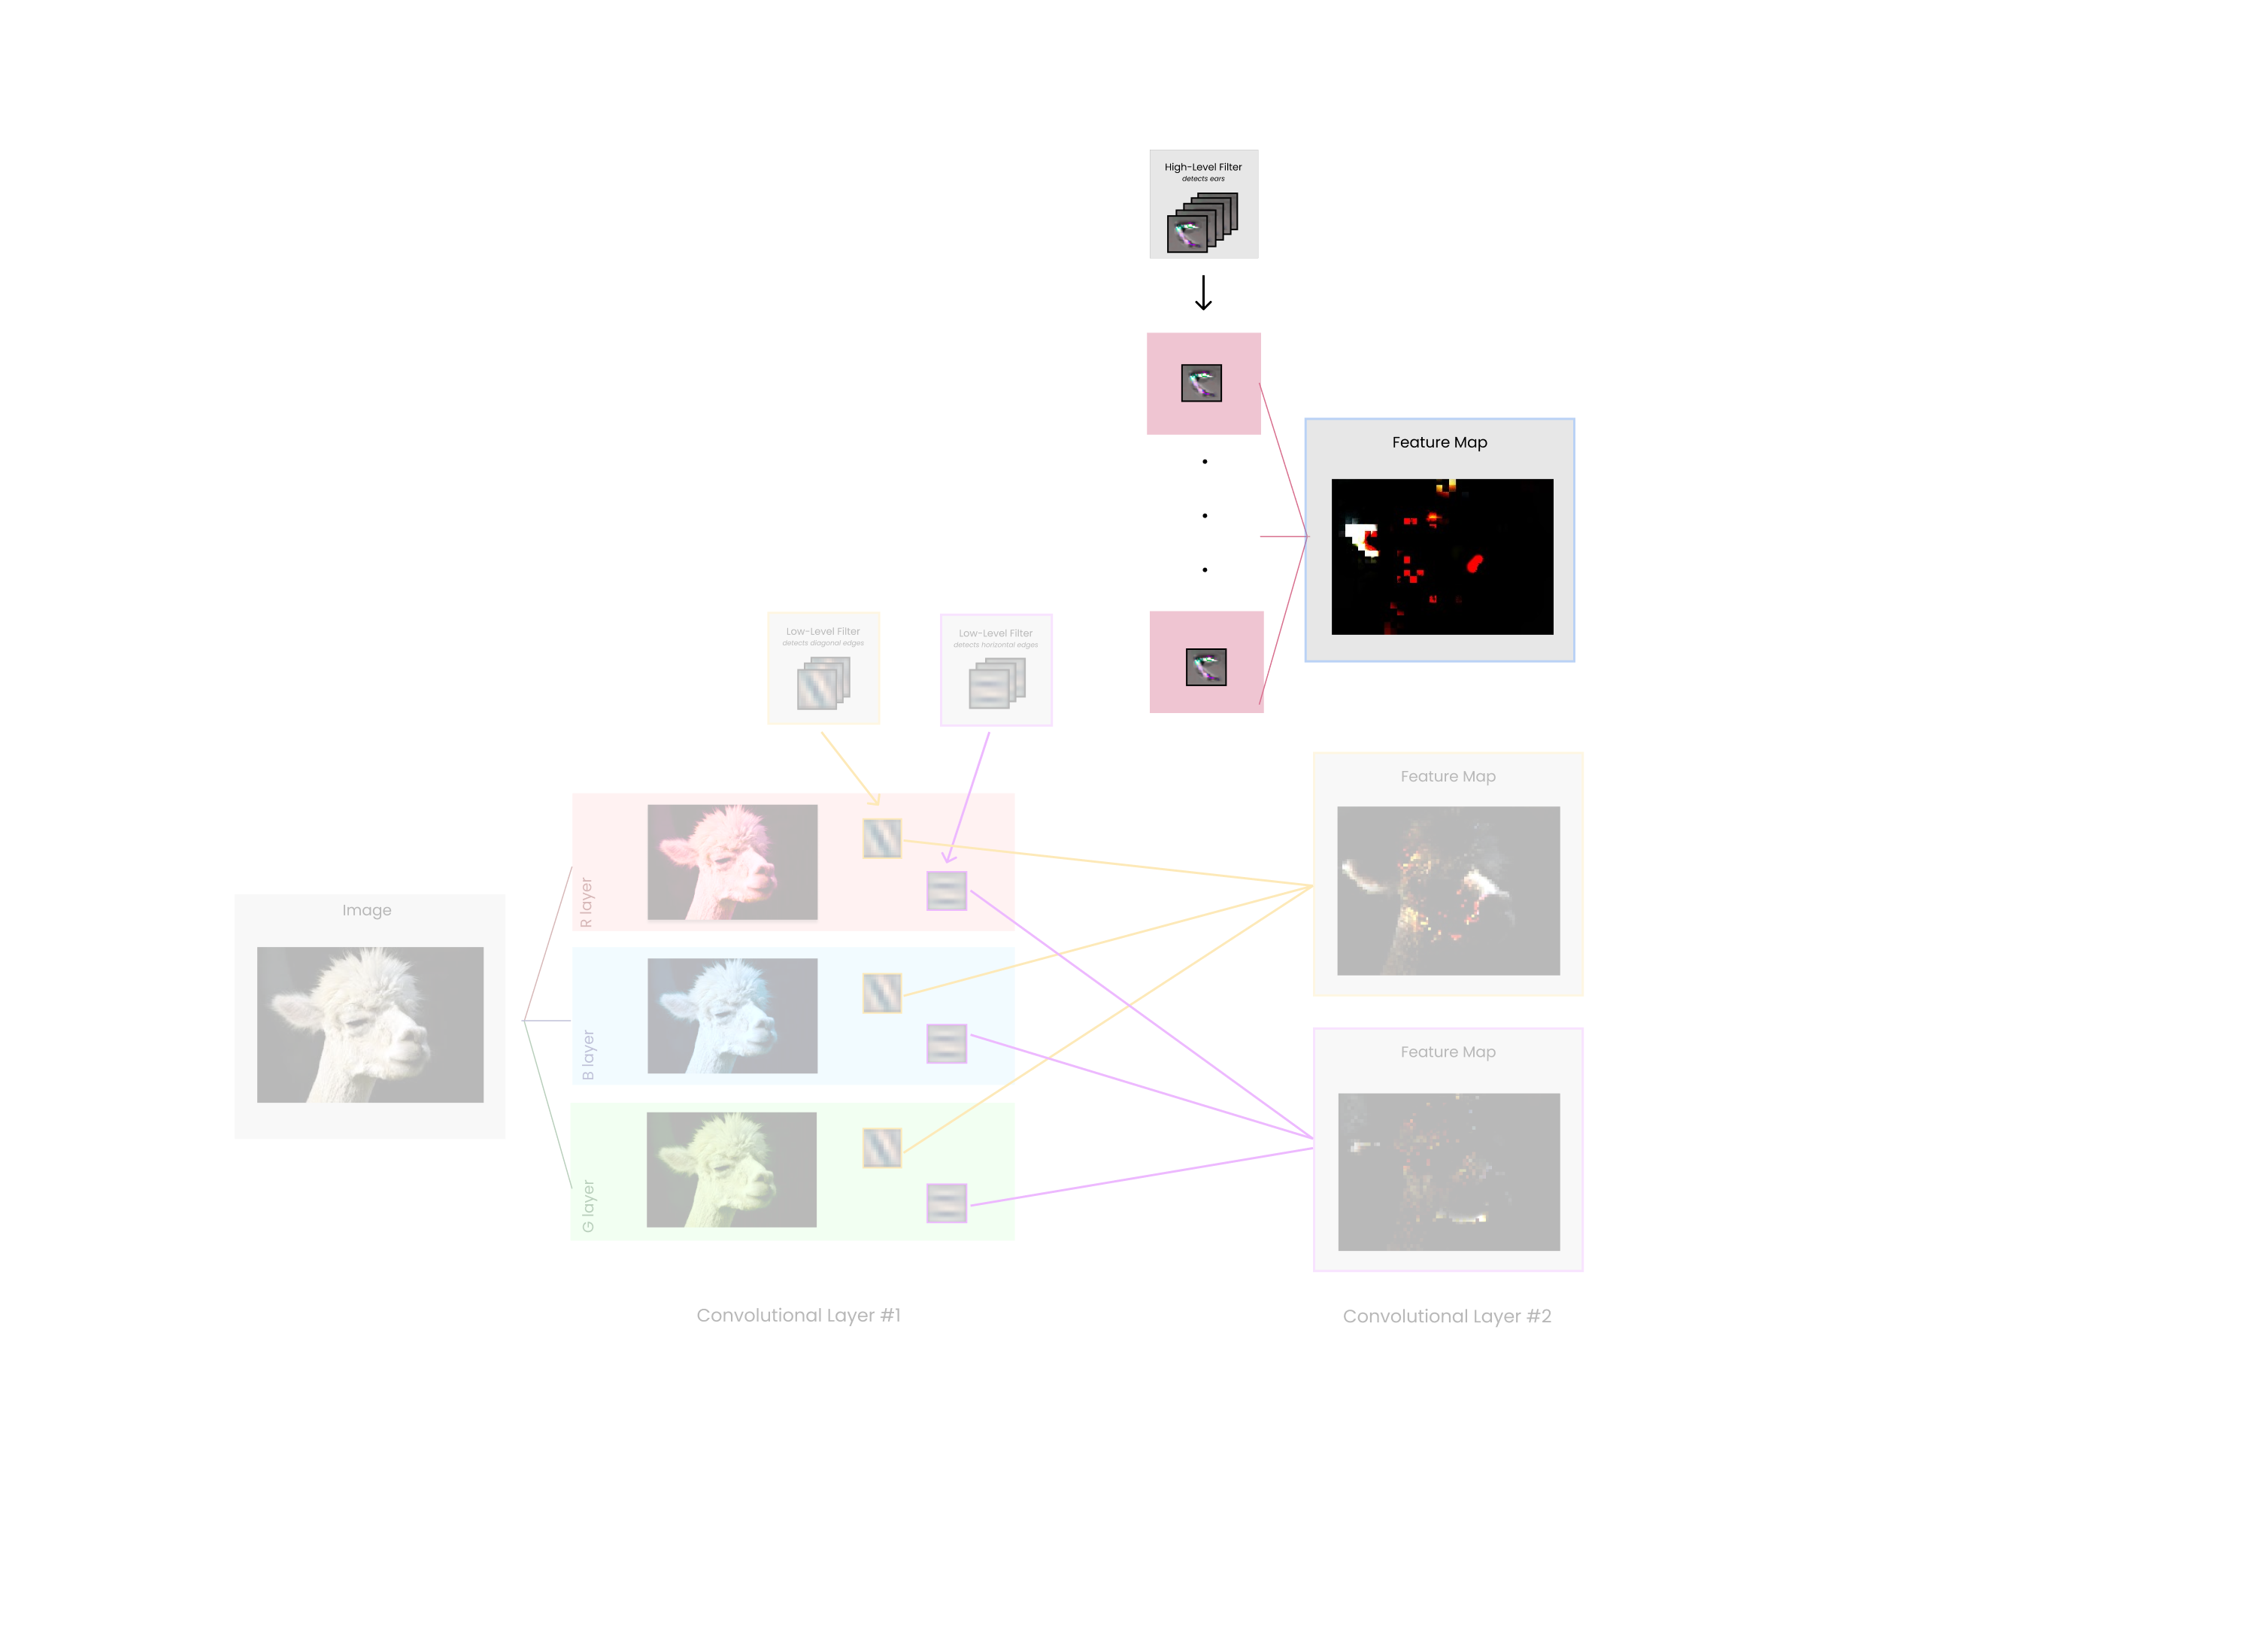 High-Level Filter
detects ears
Feature Map
Low-Level Filter
detects diagonal edges
Low-Level Filter
detects horizontal edges
Feature Map
R layer
Image
B layer
Feature Map
G layer
Convolutional Layer #1
Convolutional Layer #2